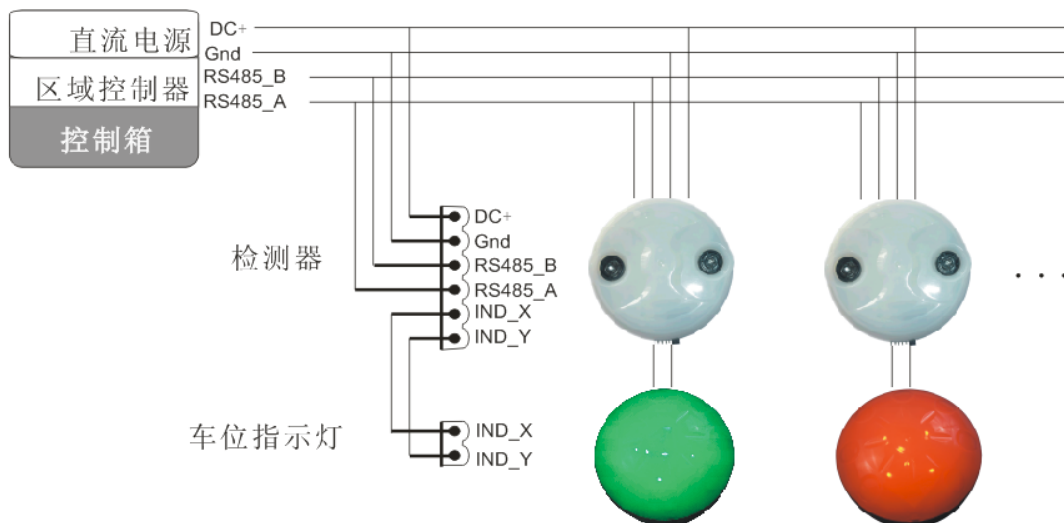 直流电源
DC+
Gnd
区域控制器
RS485_B
RS485_A
控制箱
检测器
DC+
Gnd
RS485_B
RS485_A
IND_X
IND_Y
车位指示灯
IND_X
IND_Y
. . .